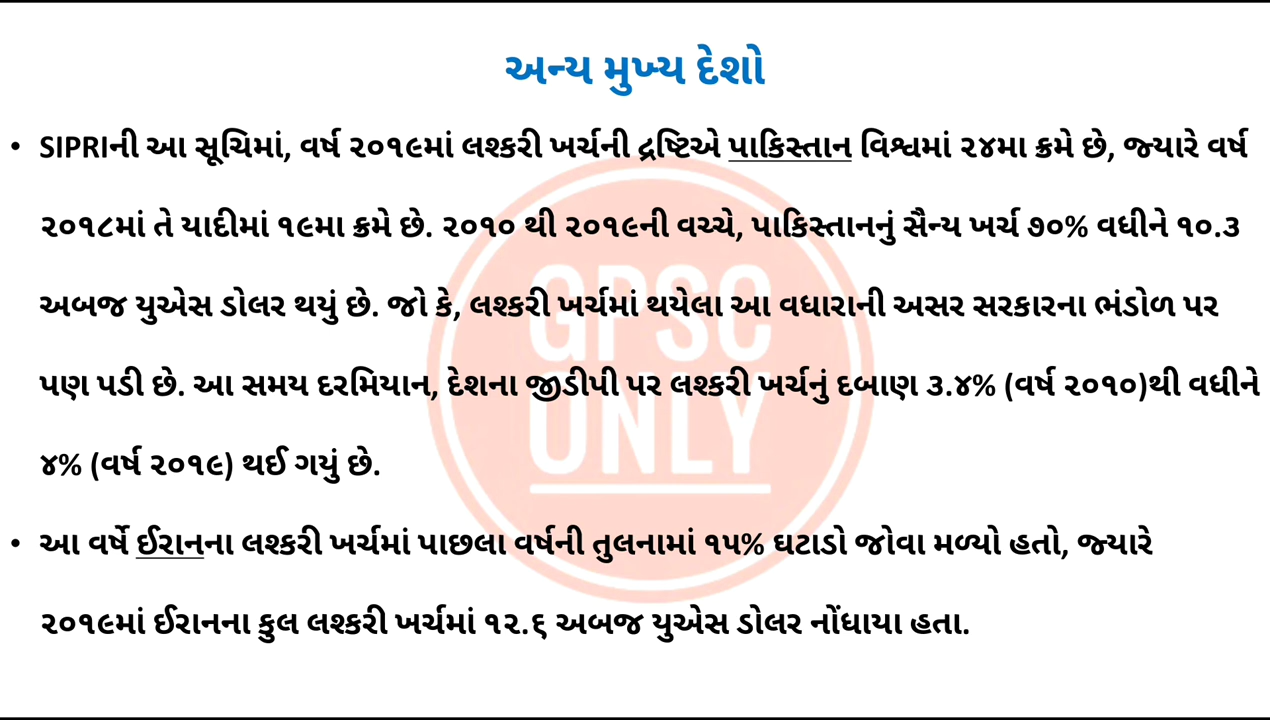 અન્ય મુખ્ય દેશો
• SIPRIની આ સૂચિમાં, વર્ષ ૨૦૧૯માં લશ્કરી ખર્ચની દ્રષ્ટિએ પાકિસ્તાન વિશ્વમાં ૨૪મા ક્રમે છે, જ્યારે વર્ષ
૨૦૧૮માં તે યાદીમાં ૧૯મા ક્રમે છે. ૨૦૧૦ થી ૨૦૧૯ની વચ્ચે, પાકિસ્તાનનું સૈન્ય ખર્ચ ૭૦% વધીને ૧૦.૩
અબજ યુએસ ડોલર થયું છે. જો કે, લશ્કરી ખર્ચમાં થયેલા આ વધારાની અસર સરકારના ભંડોળ પર
પણ પડી છે. આ સમય દરમિયાન, દેશના જીડીપી પર લશ્કરી ખર્ચનું દબાણ ૩.૪% (વર્ષ ૨૦૧૦)થી વધીને
૪% (વર્ષ ૨૦૧૯) થઈ ગયું છે.
• આ વર્ષે ઈરાનના લશ્કરી ખર્ચમાં પાછલા વર્ષની તુલનામાં ૧૫% ઘટાડો જોવા મળ્યો હતો, જ્યારે
૨૦૧૯માં ઈરાનના કુલ લશ્કરી ખર્ચમાં ૧૨.૬ અબજ યુએસ ડોલર નોંધાયા હતા.
GPSC
ONLY